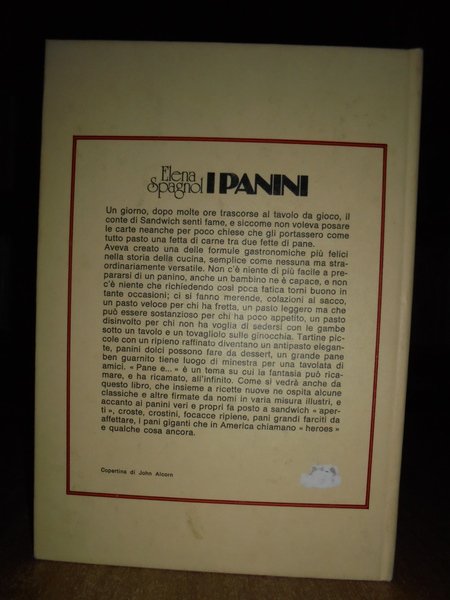 Elena
Spagnol I PANINI
Un giorno, dopo molte ore trascorse al tavolo da gioco, il
conte di Sandwich sentì fame, e siccome non voleva posare
le carte neanche per poco chiese che gli portassero come
tutto pasto una fetta di carne tra due fette di pane.
Aveva creato una delle formule gastronomiche più felici
nella storia della cucina, semplice come nessuna ma stra-
ordinariamente versatile. Non c'è niente di più facile a pre-
pararsi di un panino, anche un bambino ne è capace, e non
c'è niente che richiedendo così poca fatica torni buono in
tante occasioni; ci si fanno merende, colazioni al sacco,
un pasto veloce per chi ha fretta, un pasto leggero ma che
può essere sostanzioso per chi ha poco appetito, un pasto
disinvolto per chi non ha voglia di sedersi con le gambe
sotto un tavolo e un tovagliolo sulle ginocchia. Tartine pic-
cole con un ripieno raffinato diventano un antipasto elegan-
te, panini dolci possono fare da dessert, un grande pane
ben guarnito tiene luogo di minestra per una tavolata di
amici. « Pane e... » è un tema su cui la fantasia può rica-
mare, e ha ricamato, all'infinito. Come si vedrà anche da
questo libro, che insieme a ricette nuove ne ospita alcune
classiche e altre firmate da nomi in varia misura illustri, e
accanto ai panini veri e propri fa posto a sandwich « aper-
ti », croste, crostini, focacce ripiene, pani grandi farciti da
affettare, i pani giganti che in America chiamano « heroes »
e qualche cosa ancora.
Copertina di John Alcorn